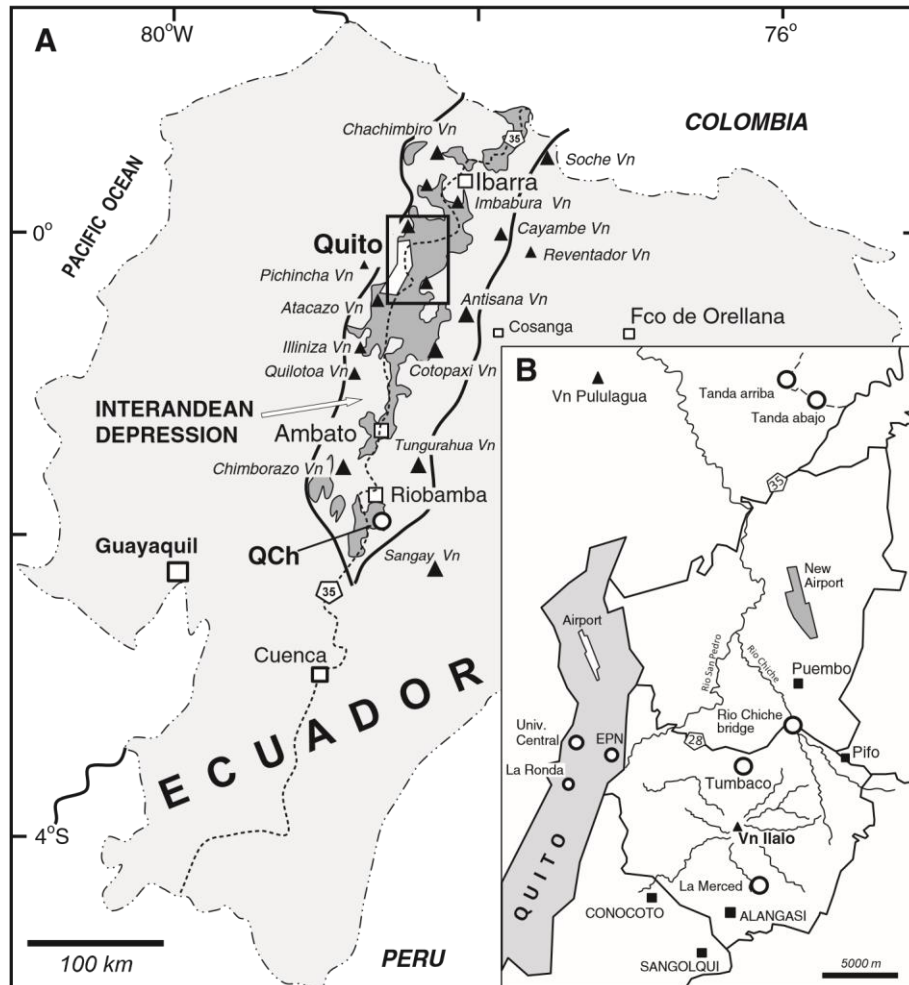 80°W
76°
A
COLOMBIA
Chachimbiro Vn
35
Soche Vn
PACIFIC OCEAN
Ibarra
Imbabura Vn
0°
Quito
Cayambe Vn
Reventador Vn
Pichincha Vn
Atacazo Vn
Antisana Vn
Cosanga
Fco de Orellana
Illiniza Vn
Quilotoa Vn
Cotopaxi Vn
INTERANDEAN
DEPRESSION
Ambato
Tungurahua Vn
Chimborazo Vn
Riobamba
Guayaquil
QCh
Sangay Vn
35
Cuenca
ECUADOR
4°S
100 km
PERU
B
Vn Pululagua
Tanda arriba
Tanda abajo
35
New
Airport
Airport
Rio San Pedro
Rio Chiche
Puembo
Univ.
Central
EPN
28
Rio Chiche
bridge
Pifo
La Ronda
Tumbaco
Vn Ilalo
QUITO
La Merced
CONOCOTO
ALANGASI
SANGOLQUI
5000 m